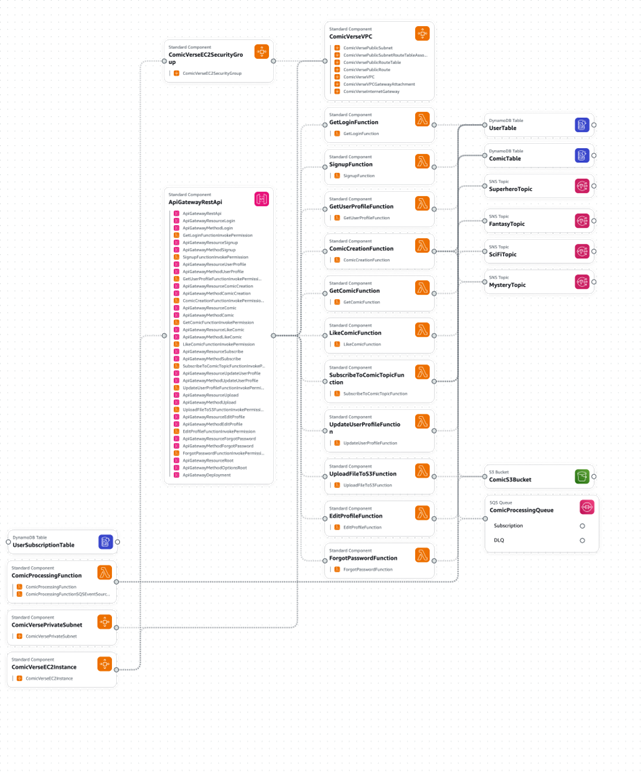 Standard Component
ComicVerseEC2SecurityGro
up
ComicVerseEC2SecurityGroup
Standard Component
ComicVerseVPC
ComicVersePublicSubnet
ComicVersePublicSubnetRouteTableAsso...
ComicVersePublicRouteTable
ComicVersePublicRoute
ComicVerseVPC
ComicVerseVPCGatewayAttachment
ComicVerseInternetGateway
Standard Component
ApiGatewayRestApi
ApiGatewayRestApi
ApiGatewayResourceLogin
ApiGatewayMethodLogin
GetLoginFunctionInvokePermission
ApiGatewayResourceSignup
ApiGatewayMethodSignup
SignupFunctionInvokePermission
ApiGatewayResourceUserProfile
ApiGatewayMethodUserProfile
GetUserProfileFunctionInvokePermissi...
ApiGatewayResourceComicCreation
ApiGatewayMethodComicCreation
ComicCreationFunctionInvokePermissi...
ApiGatewayResourceComic
ApiGatewayMethodComic
GetComicFunctionInvokePermission
ApiGatewayResourceLikeComic
ApiGatewayMethodLikeComic
LikeComicFunctionInvokePermission
ApiGatewayResourceSubscribe
ApiGatewayMethodSubscribe
SubscribeToComicTopicFunctionInvokeP...
ApiGatewayResourceUpdateUserProfile
ApiGatewayMethodUpdateUserProfile
UpdateUserProfileFunctionInvokePermi...
ApiGatewayResourceUpload
ApiGatewayMethodUpload
UploadFileToS3FunctionInvokePermissi...
ApiGatewayResourceEditProfile
ApiGatewayMethodEditProfile
EditProfileFunctionInvokePermission
ApiGatewayResourceForgotPassword
ApiGatewayMethodForgotPassword
ForgotPasswordFunctionInvokePermissi...
ApiGatewayResourceRoot
ApiGatewayMethodOptionsRoot
ApiGatewayDeployment
Standard Component
GetLoginFunction
GetLoginFunction
Standard Component
SignupFunction
SignupFunction
Standard Component
GetUserProfileFunction
GetUserProfileFunction
Standard Component
ComicCreationFunction
ComicCreationFunction
Standard Component
GetComicFunction
GetComicFunction
Standard Component
LikeComicFunction
LikeComicFunction
Standard Component
SubscribeToComicTopicFun
ction
SubscribeToComicTopicFunction
Standard Component
UpdateUserProfileFunctio
n
UpdateUserProfileFunction
Standard Component
UploadFileToS3Function
UploadFileToS3Function
Standard Component
EditProfileFunction
EditProfileFunction
Standard Component
ForgotPasswordFunction
ForgotPasswordFunction
DynamoDB Table
UserTable
DynamoDB Table
ComicTable
SNS Topic
SuperheroTopic
SNS Topic
FantasyTopic
SNS Topic
SciFiTopic
SNS Topic
MysteryTopic
S3 Bucket
ComicS3Bucket
SQS Queue
ComicProcessingQueue
Subscription
DLQ
DynamoDB Table
UserSubscriptionTable
Standard Component
ComicProcessingFunction
ComicProcessingFunction
ComicProcessingFunctionSQSEventSourc...
Standard Component
ComicVersePrivateSubnet
ComicVersePrivateSubnet
Standard Component
ComicVerseEC2Instance
ComicVerseEC2Instance